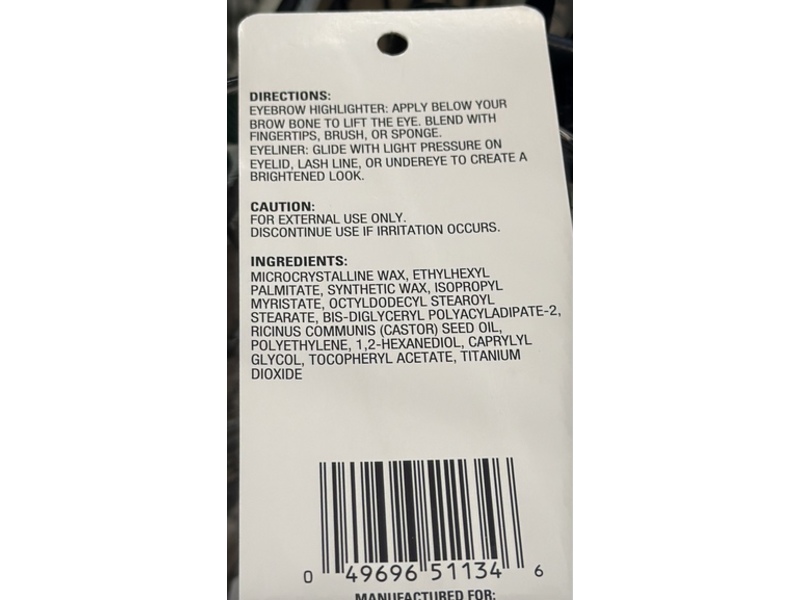 DIRECTIONS:
EYEBROW HIGHLIGHTER: APPLY BELOW YOUR
BROW BONE TO LIFT THE EYE. BLEND WITH
FINGERTIPS, BRUSH, OR SPONGE.
EYELINER: GLIDE WITH LIGHT PRESSURE ON
EYELID, LASH LINE, OR UNDEREYE TO CREATE A
BRIGHTENED LOOK.
CAUTION:
FOR EXTERNAL USE ONLY.
DISCONTINUE USE IF IRRITATION OCCURS.
INGREDIENTS:
MICROCRYSTALLINE WAX, ETHYLHEXYL
PALMITATE, SYNTHETIC WAX, ISOPROPYL
MYRISTATE, OCTYLDODECYL STEAROYL
STEARATE, BIS-DIGLYCERYL POLYACYLADIPATE-2,
RICINUS COMMUNIS (CASTOR) SEED OIL,
POLYETHYLENE, 1,2-HEXANEDIOL, CAPRYLYL
GLYCOL, TOCOPHERYL ACETATE, TITANIUM
DIOXIDE
0 49696 51134 6
MANUFACTURED FOR: